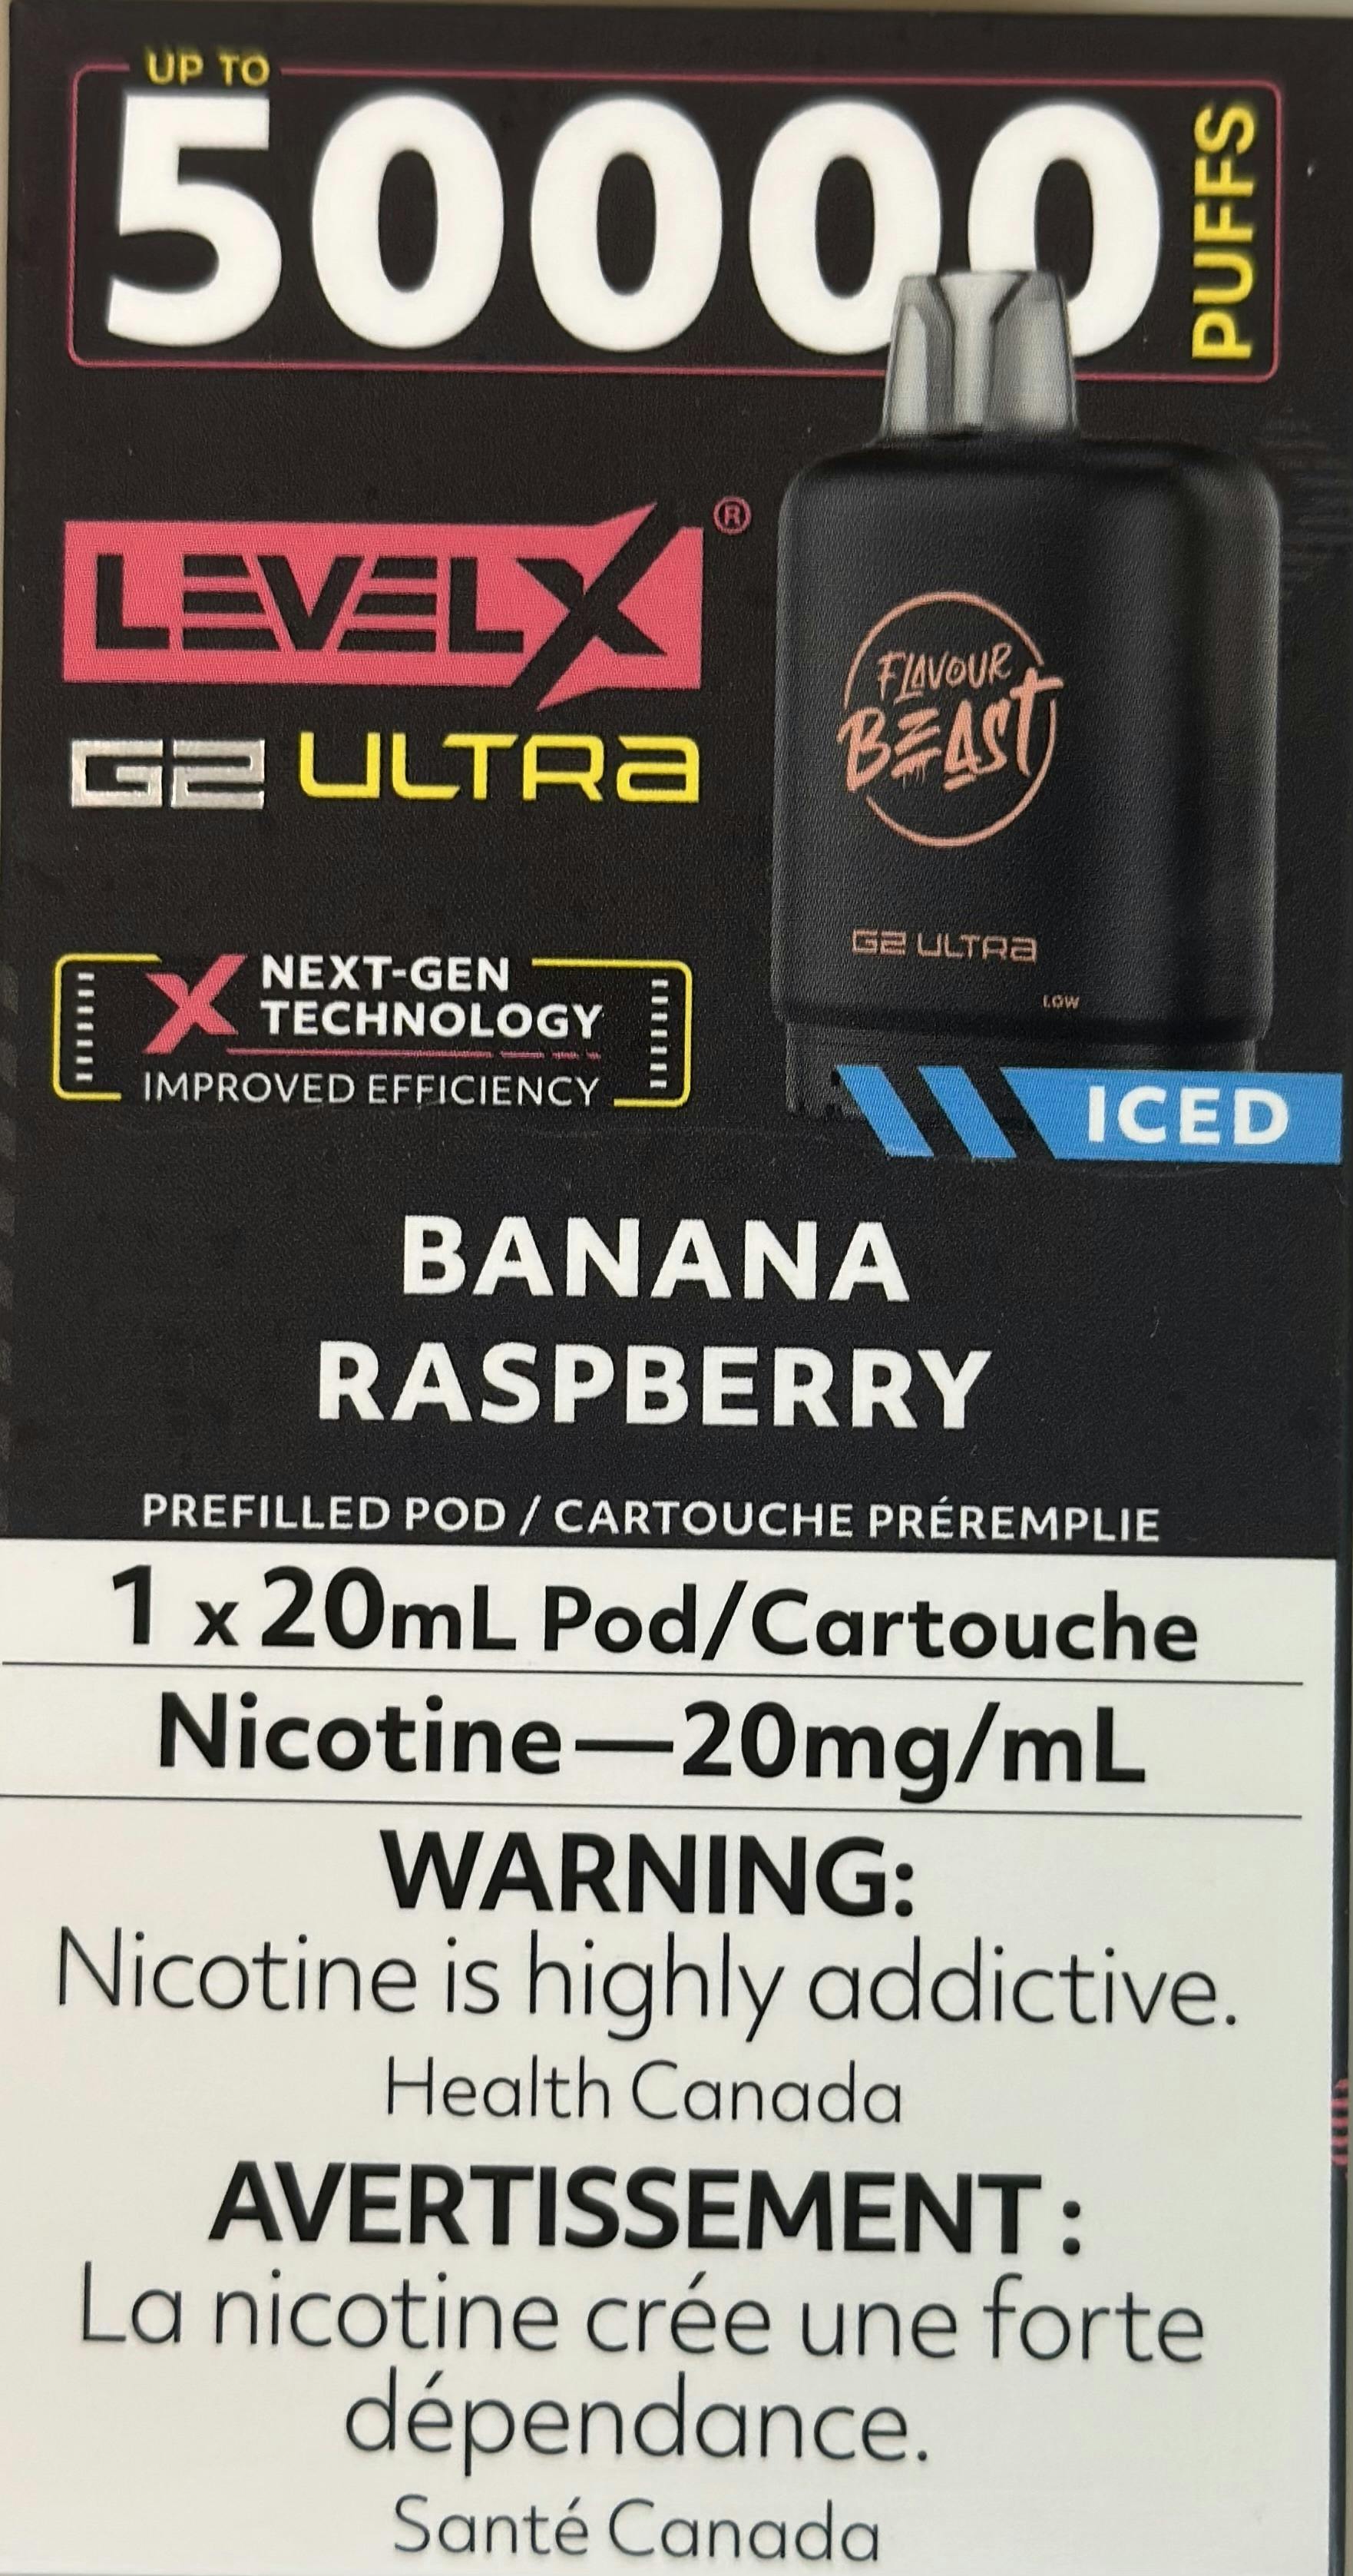 UP TO
50000
PUFFS
LEVELX®
G2 ULTRA
FLAVOUR
BEAST
G2 ULTRA
LOW
X NEXT-GEN
TECHNOLOGY
IMPROVED EFFICIENCY
ICED
BANANA
RASPBERRY
PREFILLED POD / CARTOUCHE PRÉREMPLIE
1 x 20mL Pod/Cartouche
Nicotine—20mg/mL
WARNING:
Nicotine is highly addictive.
Health Canada
AVERTISSEMENT :
La nicotine crée une forte
dépendance.
Santé Canada